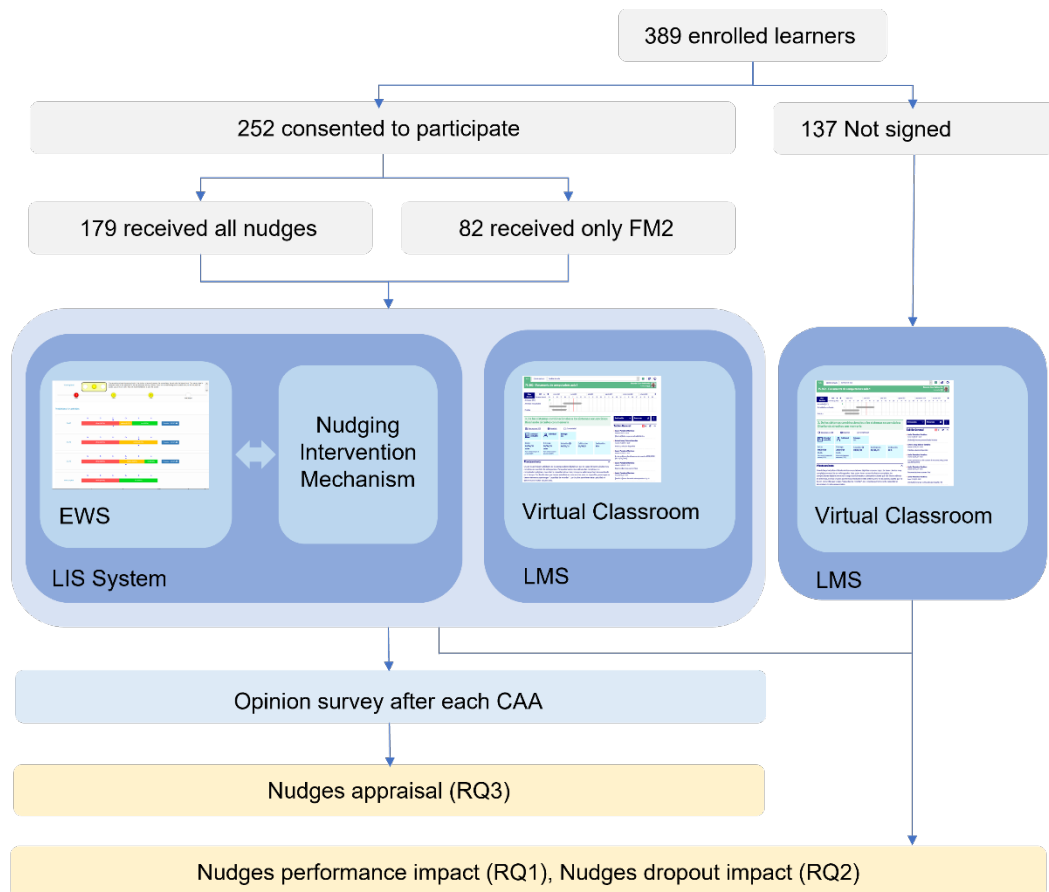 389 enrolled learners
252 consented to participate
137 Not signed
179 received all nudges
82 received only FM2
Nudging
Intervention
Mechanism
EWS
Virtual Classroom
Virtual Classroom
LIS System
LMS
LMS
Opinion survey after each CAA
Nudges appraisal (RQ3)
Nudges performance impact (RQ1), Nudges dropout impact (RQ2)